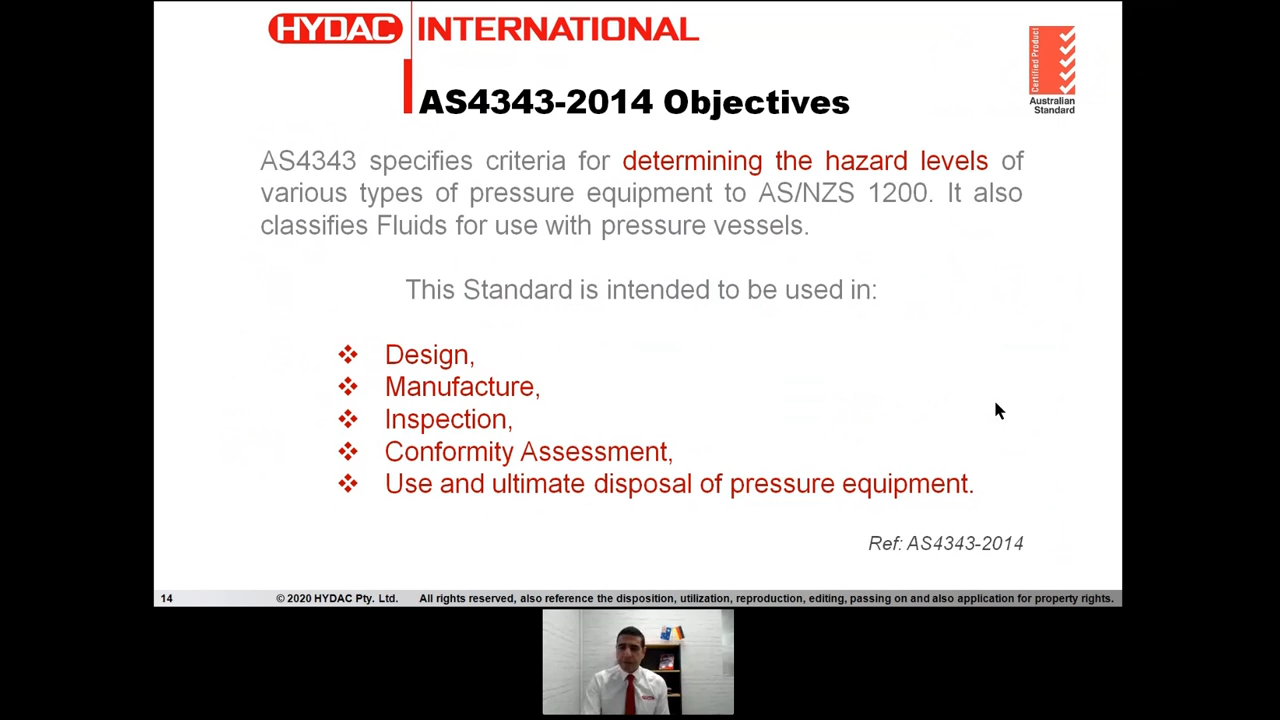 HYDAC INTERNATIONAL
Certified Product
Australian
Standard
AS4343-2014 Objectives
AS4343 specifies criteria for determining the hazard levels of
various types of pressure equipment to AS/NZS 1200. It also
classifies Fluids for use with pressure vessels.
This Standard is intended to be used in:
❖ Design,
❖ Manufacture,
❖ Inspection,
❖ Conformity Assessment,
❖ Use and ultimate disposal of pressure equipment.
Ref: AS4343-2014
14 © 2020 HYDAC Pty. Ltd. All rights reserved, also reference the disposition, utilization, reproduction, editing, passing on and also application for property rights.